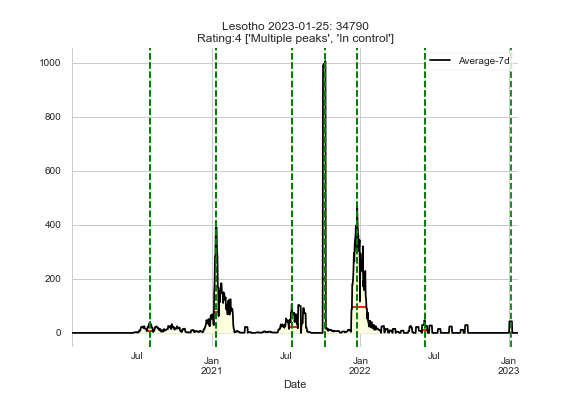 Lesotho 2023-01-25: 34790
Rating:4 ['Multiple peaks', 'In control']
Average-7d
1000
800
600
400
200
0
Jul
Jan
2021
Jul
Jan
2022
Jul
Jan
2023
Date